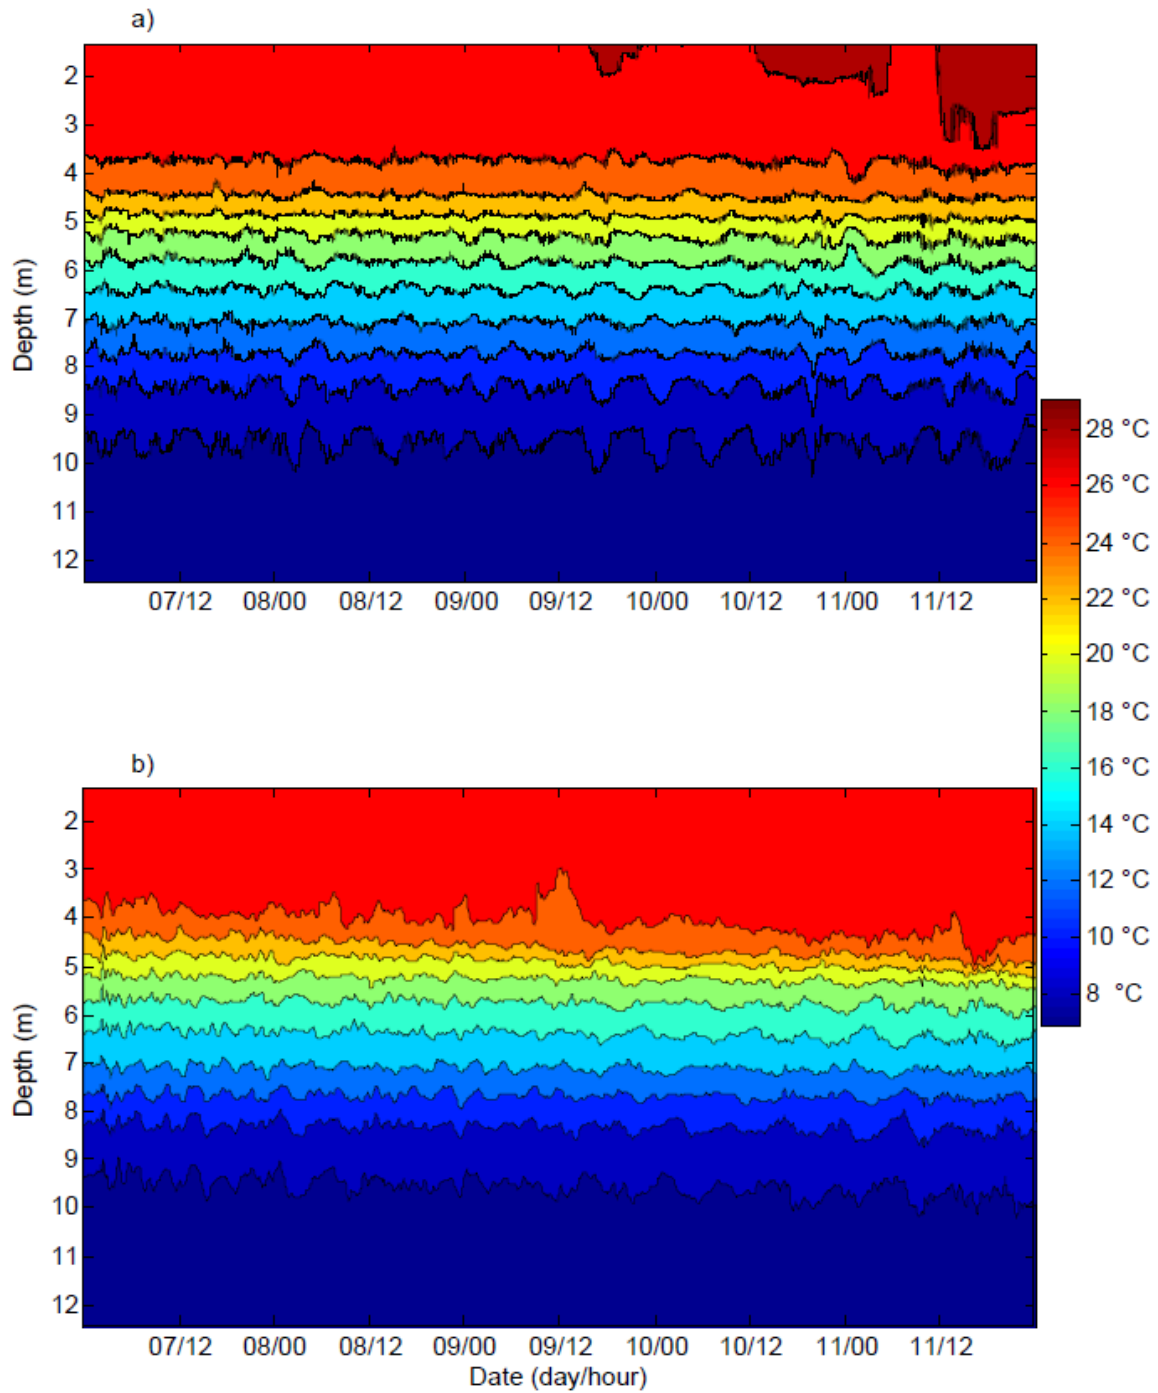 a)
2
3
4
5
6
7
8
9
10
11
12
Depth (m)
07/12 08/00 08/12 09/00 09/12 10/00 10/12 11/00 11/12
28 °C
26 °C
24 °C
22 °C
20 °C
18 °C
16 °C
14 °C
12 °C
10 °C
8 °C
b)
2
3
4
5
6
7
8
9
10
11
12
Depth (m)
07/12 08/00 08/12 09/00 09/12 10/00 10/12 11/00 11/12
Date (day/hour)